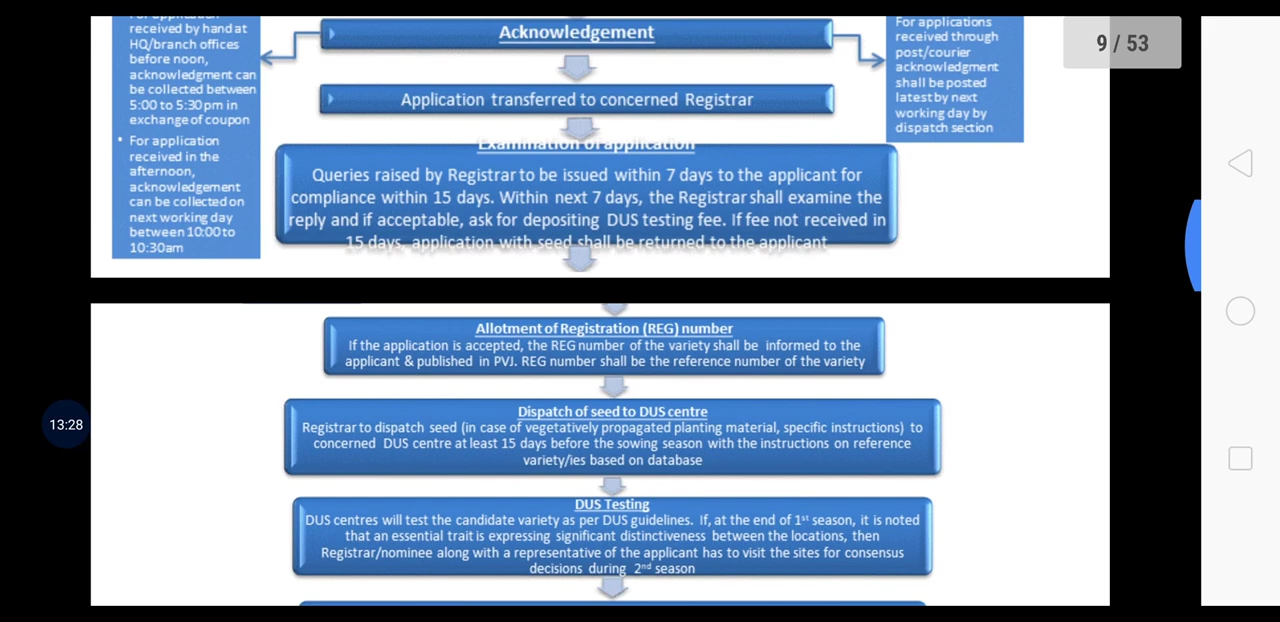 received by hand at
HQ/branch offices
before noon,
acknowledgment can
be collected between
5:00 to 5:30 pm in
exchange of coupon
• For application
received in the
afternoon,
acknowledgement
can be collected on
next working day
between 10:00 to
10:30am
Acknowledgement
For applications
received through
post/courier
acknowledgment
shall be posted
latest by next
working day by
dispatch section
9 / 53
Application transferred to concerned Registrar
Examination of application
Queries raised by Registrar to be issued within 7 days to the applicant for
compliance within 15 days. Within next 7 days, the Registrar shall examine the
reply and if acceptable, ask for depositing DUS testing fee. If fee not received in
15 days, application with seed shall be returned to the applicant
Allotment of Registration (REG) number
If the application is accepted, the REG number of the variety shall be informed to the
applicant & published in PVJ. REG number shall be the reference number of the variety
Dispatch of seed to DUS centre
Registrar to dispatch seed (in case of vegetatively propagated planting material, specific instructions) to
concerned DUS centre at least 15 days before the sowing season with the instructions on reference
variety/ies based on database
13:28
DUS Testing
DUS centres will test the candidate variety as per DUS guidelines. If, at the end of 1st season, it is noted
that an essential trait is expressing significant distinctiveness between the locations, then
Registrar/nominee along with a representative of the applicant has to visit the sites for consensus
decisions during 2nd season